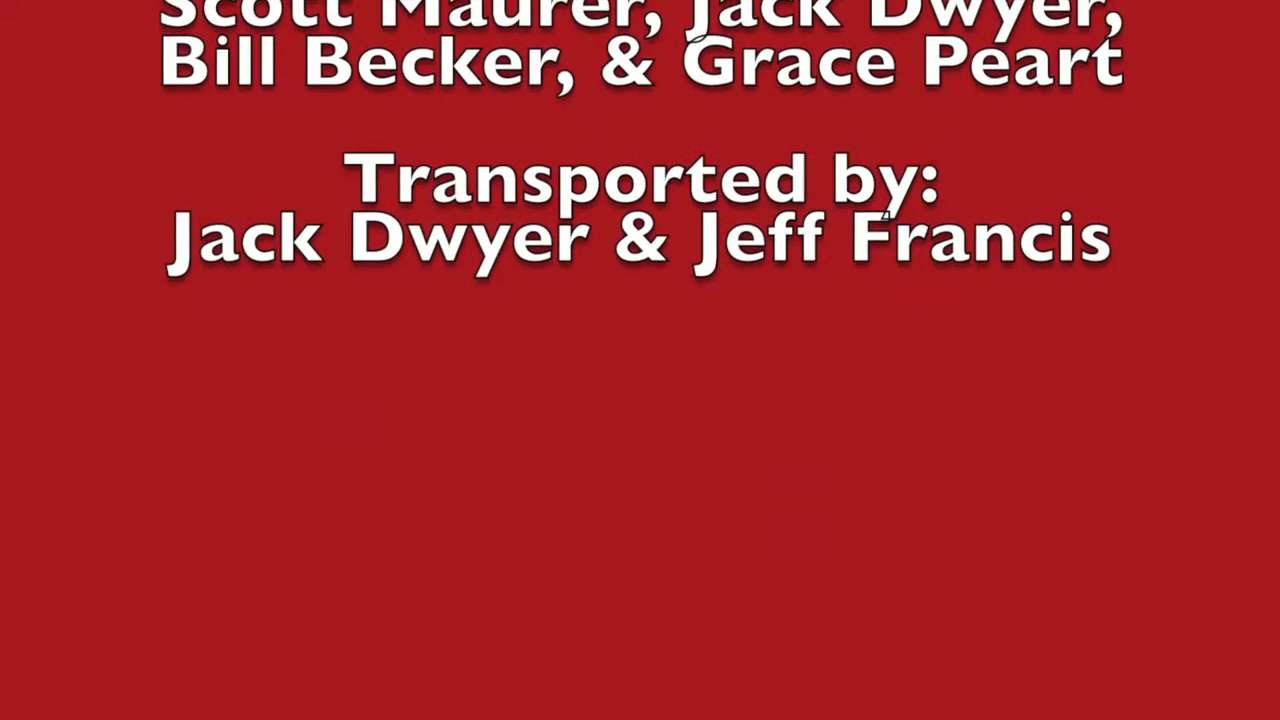 Scott Maurer, Jack Dwyer,
Bill Becker, & Grace Peart
Transported by:
Jack Dwyer & Jeff Francis